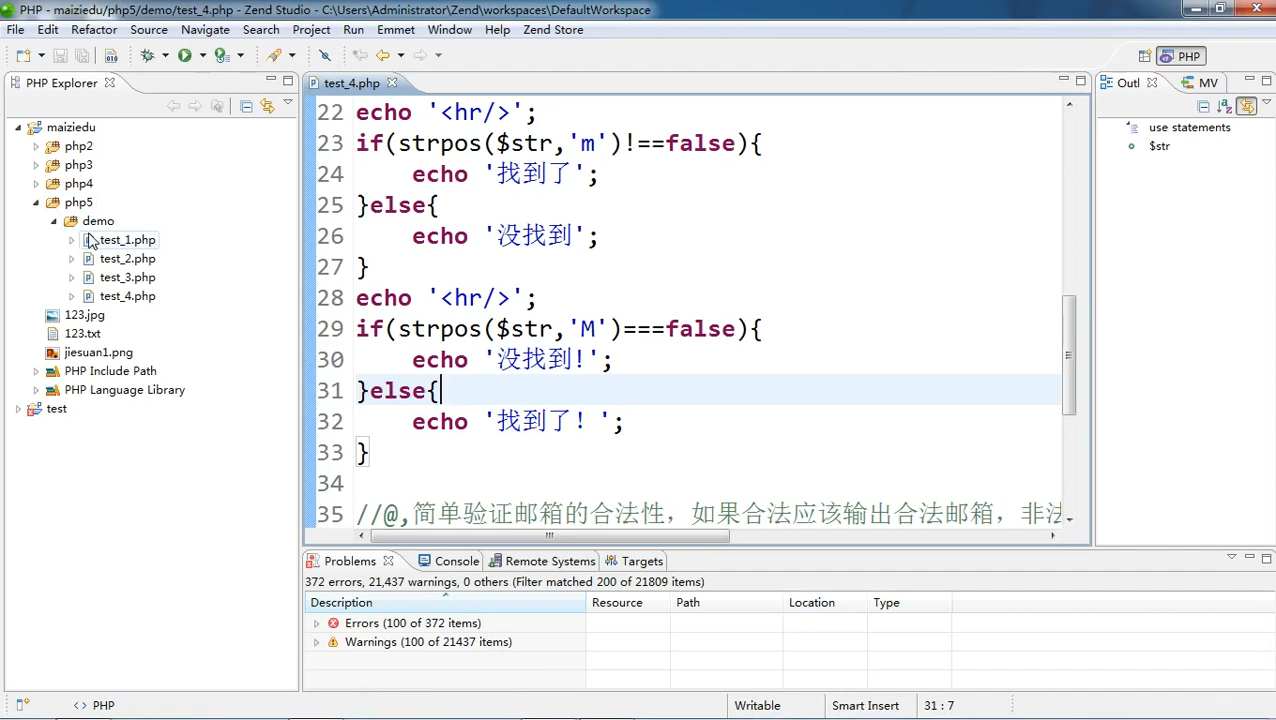 PHP - maiziedu/php5/demo/test_4.php - Zend Studio - C:\Users\Administrator\Zend\workspaces\DefaultWorkspace
File Edit Refactor Source Navigate Search Project Run Emmet Window Help Zend Store
PHP
PHP Explorer
maiziedu
php2
php3
php4
php5
demo
test_1.php
test_2.php
test_3.php
test_4.php
123.jpg
123.txt
jiesuan1.png
PHP Include Path
PHP Language Library
test
test_4.php
22 echo '<hr/>';
23 if(strpos($str,'m')!==false){
24 echo '找到了';
25 }else{
26 echo '没找到';
27 }
28 echo '<hr/>';
29 if(strpos($str,'M')===false){
30 echo '没找到!';
31 }else{
32 echo '找到了！';
33 }
34
35 //@,简单验证邮箱的合法性，如果合法应该输出合法邮箱，非法
Outl MV
use statements
$str
Problems Console Remote Systems Targets
372 errors, 21,437 warnings, 0 others (Filter matched 200 of 21809 items)
Description Resource Path Location Type
Errors (100 of 372 items)
Warnings (100 of 21437 items)
<> PHP Writable Smart Insert 31 : 7